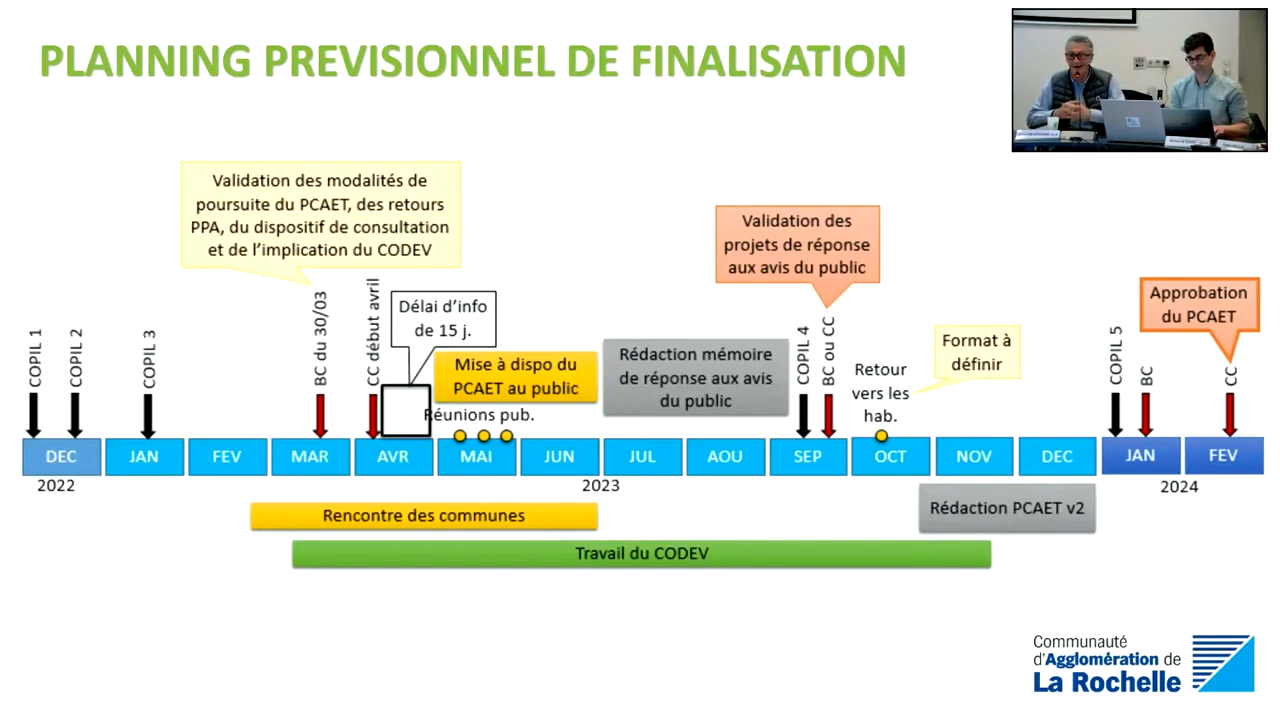 PLANNING PREVISIONNEL DE FINALISATION
Validation des modalités de
poursuite du PCAET, des retours
PPA, du dispositif de consultation
et de l'implication du CODEV
Validation des
projets de réponse
aux avis du public
Approbation
du PCAET
COPIL 1
COPIL 2
COPIL 3
BC du 30/03
CC début avril
Délai d'info
de 15 j.
Mise à dispo du
PCAET au public
Réunions pub.
Rédaction mémoire
de réponse aux avis
du public
COPIL 4
BC ou CC
Retour
vers les
hab.
Format à
définir
COPIL 5
BC
CC
DEC
JAN
FEV
MAR
AVR
MAI
JUN
JUL
AOU
SEP
OCT
NOV
DEC
JAN
FEV
2022
2023
2024
Rencontre des communes
Rédaction PCAET v2
Travail du CODEV
Communauté
d'Agglomération de
La Rochelle